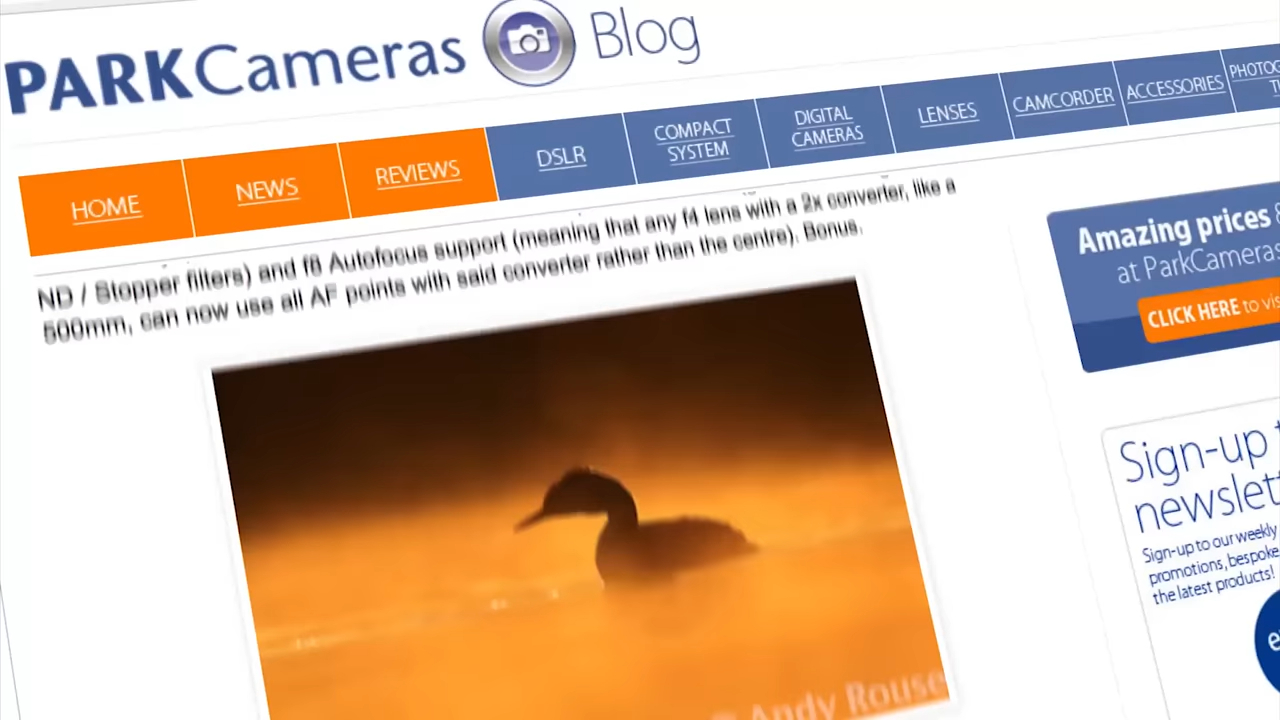 PARKCameras Blog
HOME NEWS REVIEWS DSLR COMPACT SYSTEM DIGITAL CAMERAS LENSES CAMCORDER ACCESSORIES
ND / Stopper filters) and f8 Autofocus support (meaning that any f4 lens with a 2x converter, like a
500mm, can now use all AF points with said converter rather than the centre). Bonus.
Amazing prices
at ParkCameras
CLICK HERE to
Sign-up
Sign-up to our weekly
promotions, bespoke
the latest products!
Andy Rouse